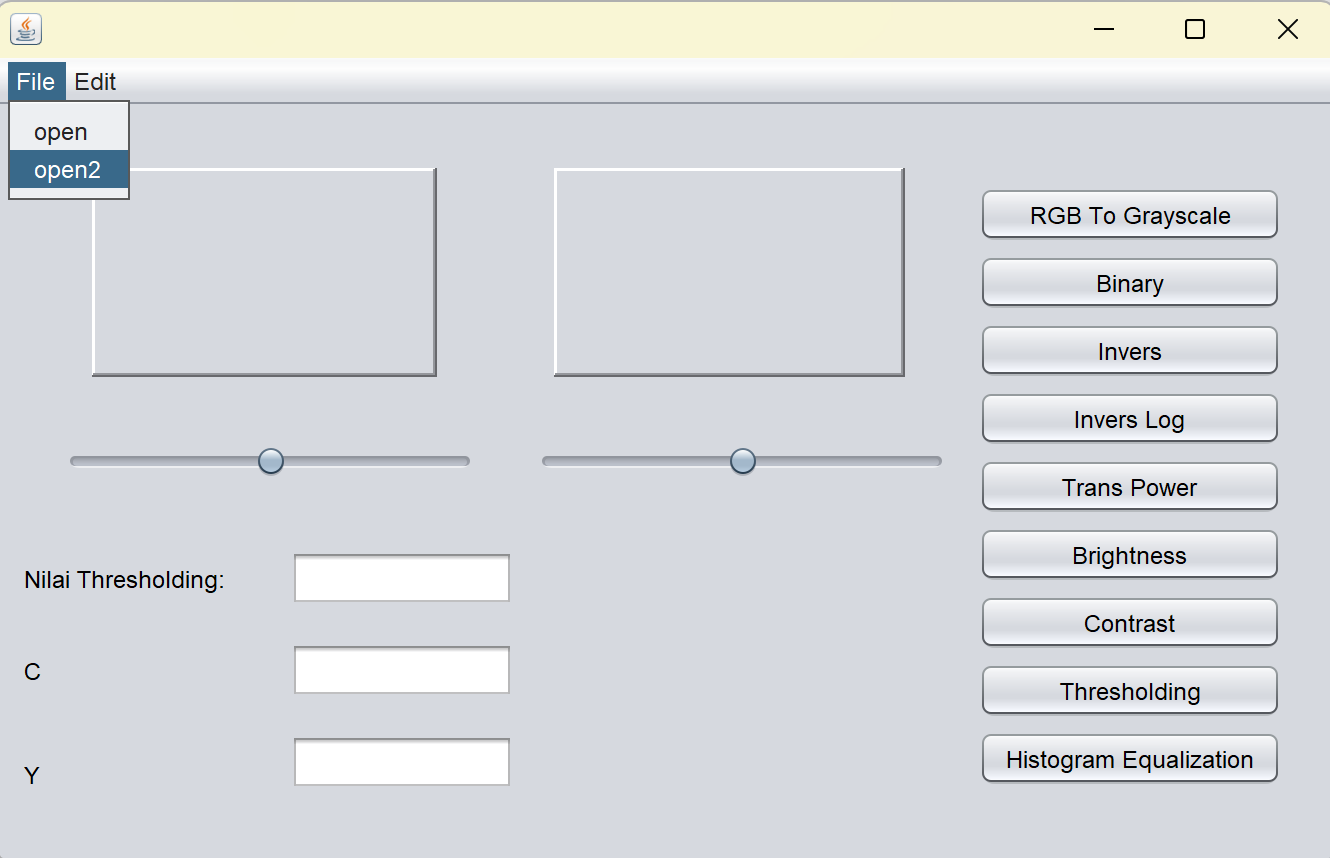 File Edit
open
open2
RGB To Grayscale
Binary
Invers
Invers Log
Trans Power
Brightness
Contrast
Thresholding
Histogram Equalization
Nilai Thresholding:
C
Y